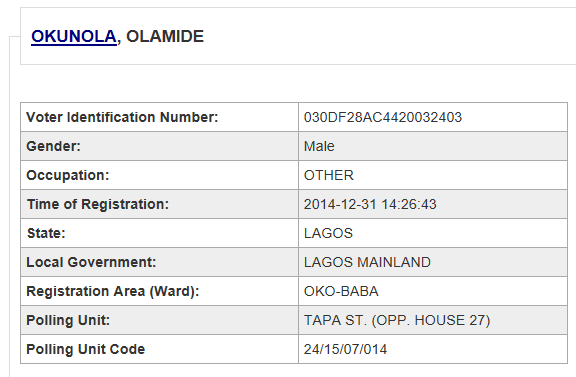 OKUNOLA, OLAMIDE
Voter Identification Number: 030DF28AC4420032403
Gender: Male
Occupation: OTHER
Time of Registration: 2014-12-31 14:26:43
State: LAGOS
Local Government: LAGOS MAINLAND
Registration Area (Ward): OKO-BABA
Polling Unit: TAPA ST. (OPP. HOUSE 27)
Polling Unit Code 24/15/07/014